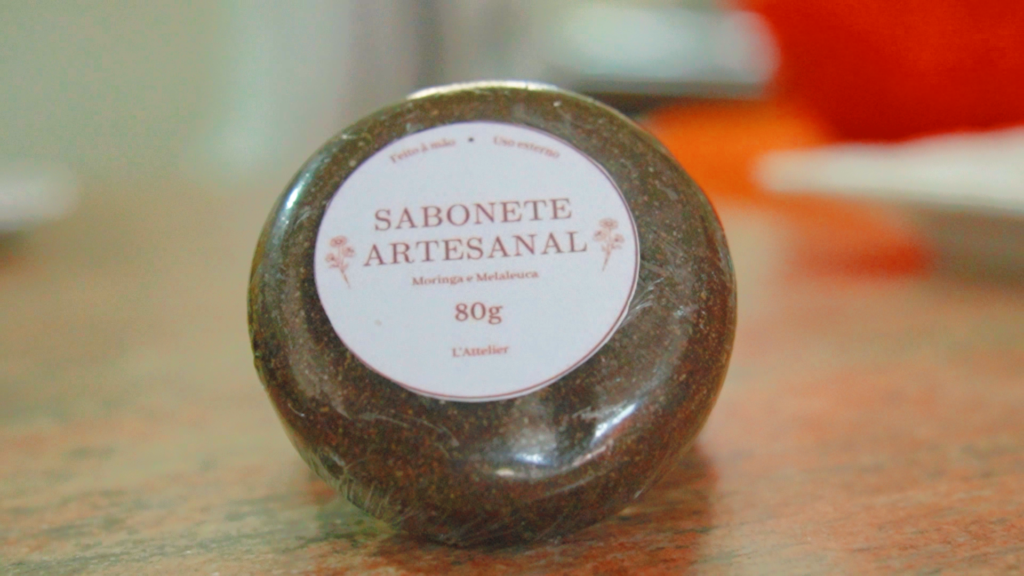 Feito à mão • Uso externo
SABONETE
ARTESANAL
Moringa e Melaleuca
80g
L'Attelier